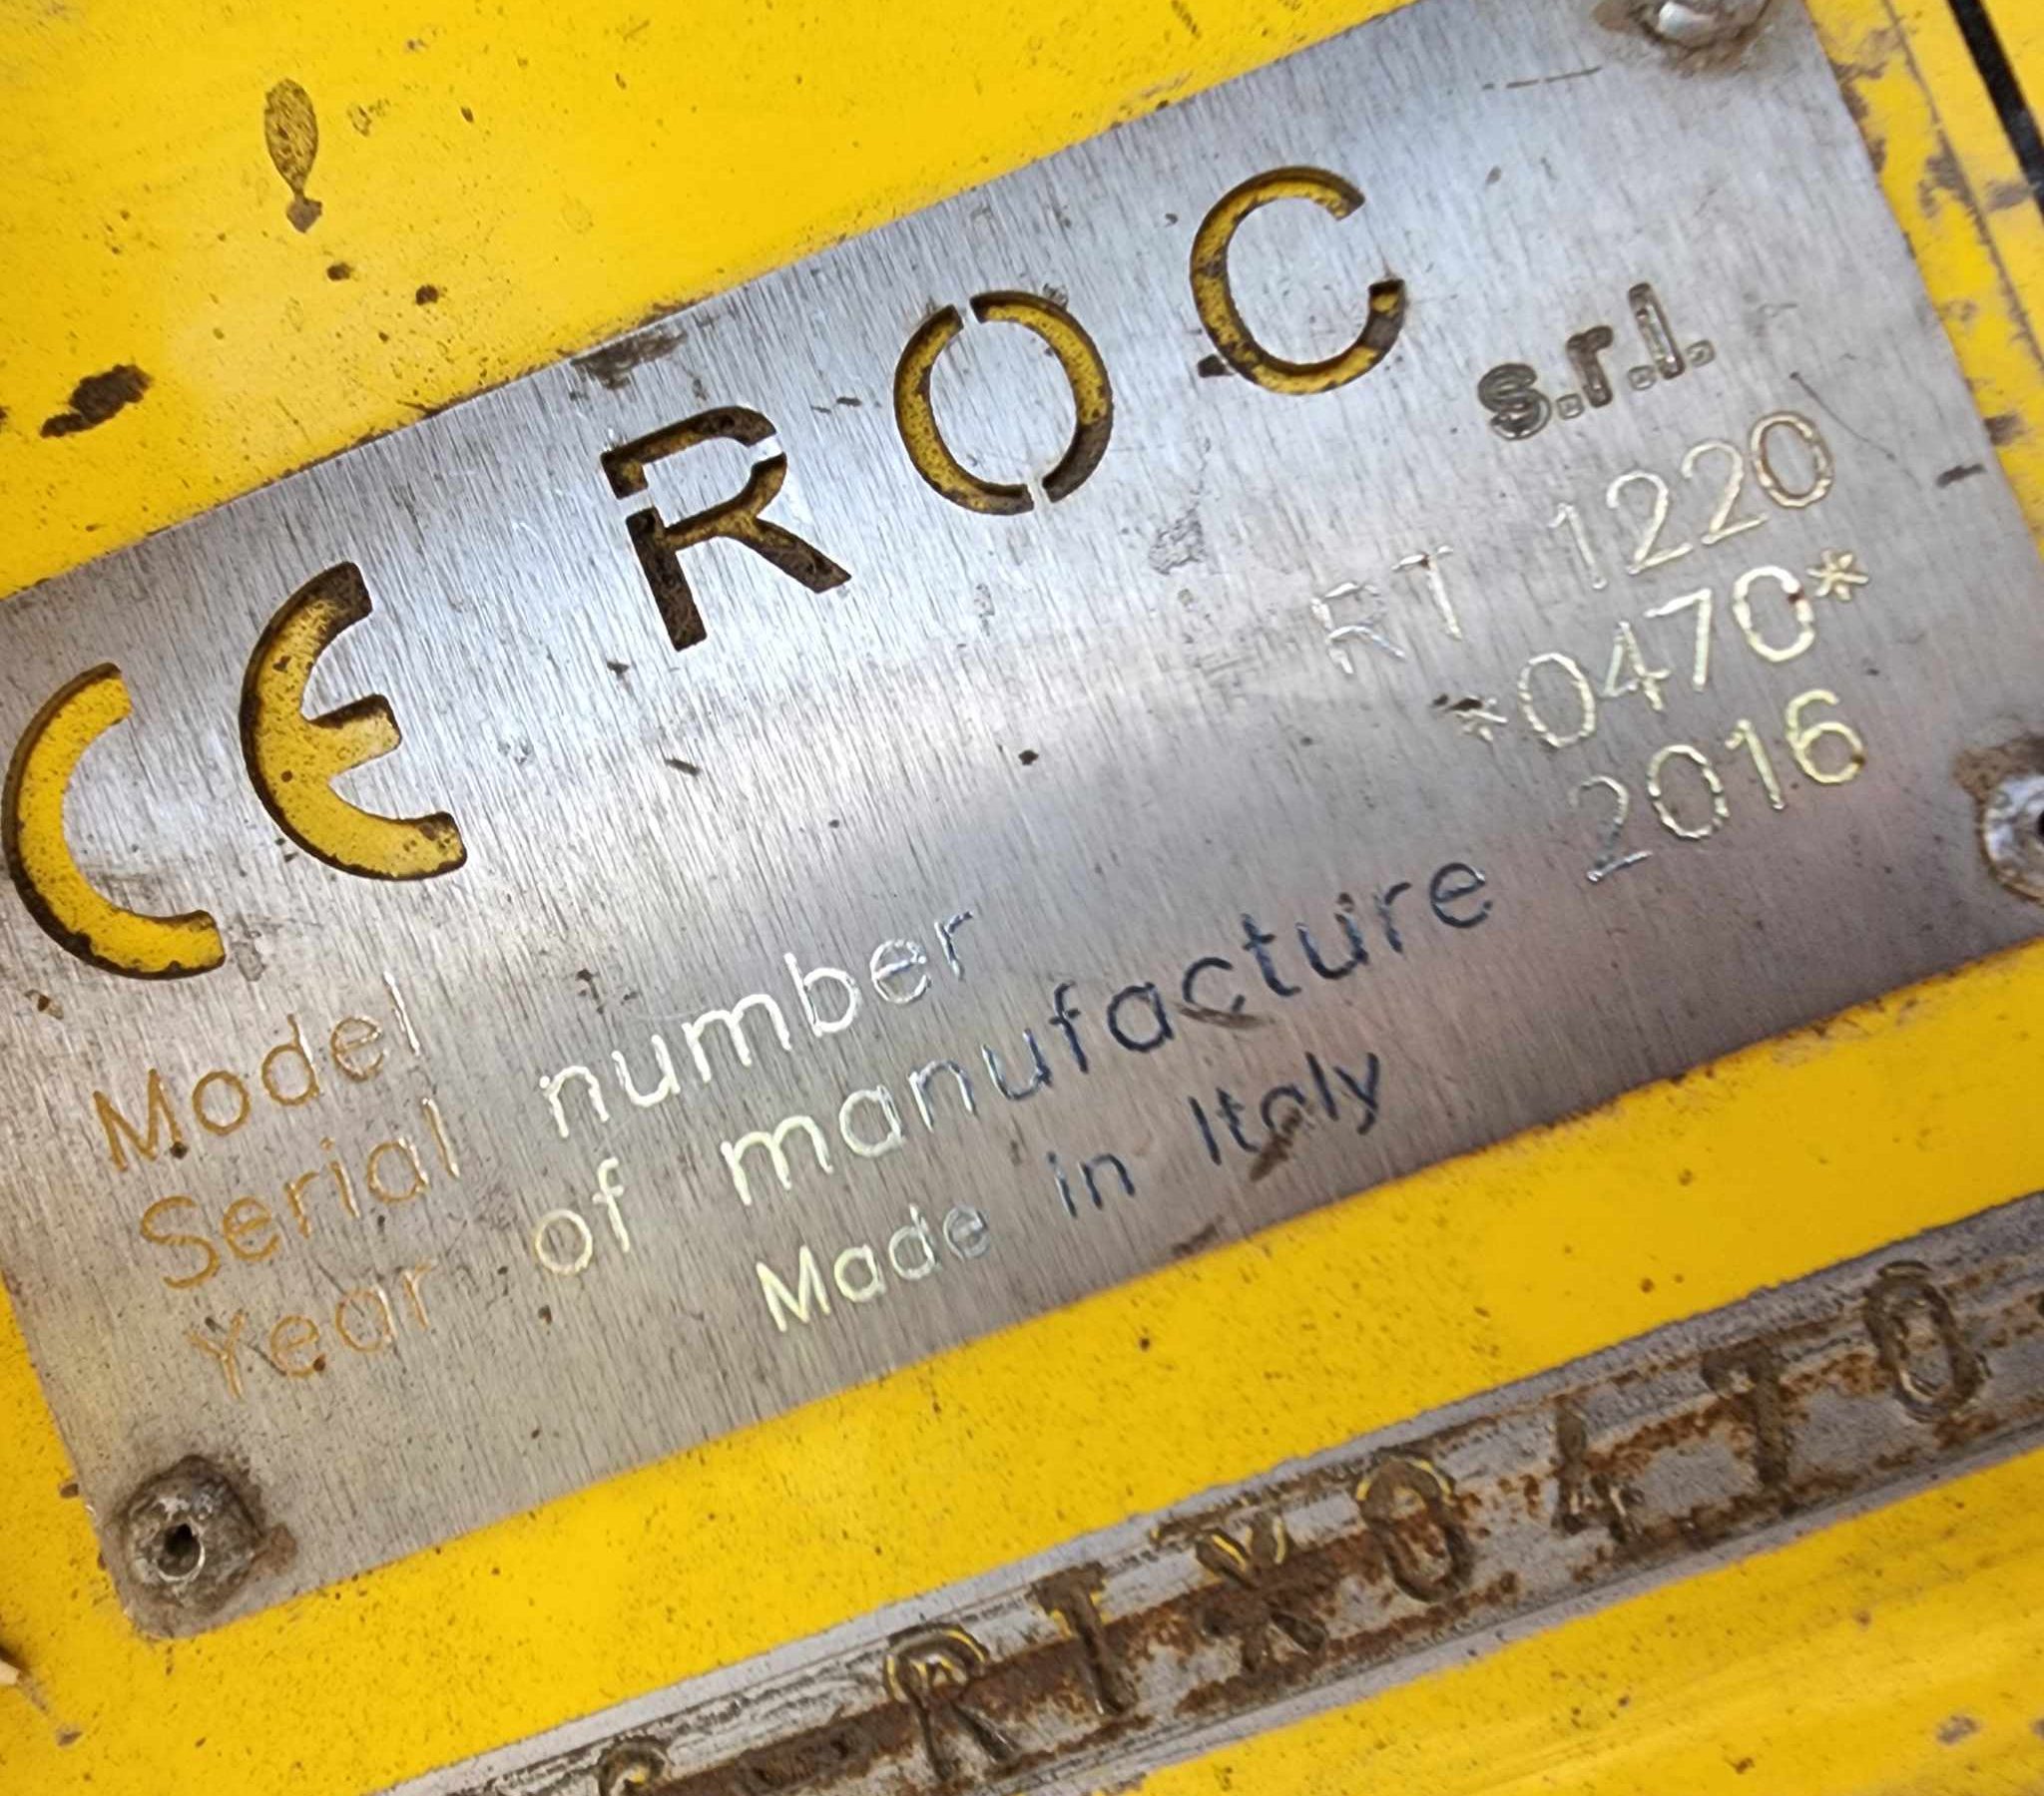 CE ROC s.r.l.
Model RT 1220
Serial number *0470*
Year of manufacture 2016
Made in Italy
RT*0470